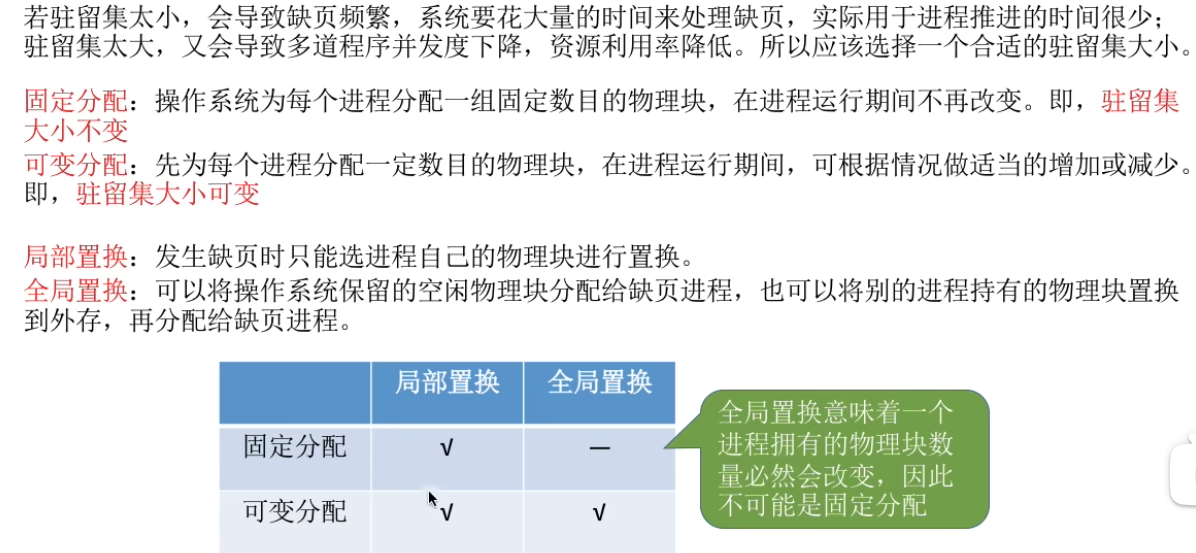 若驻留集太小，会导致缺页频繁，系统要花大量的时间来处理缺页，实际用于进程推进的时间很少；
驻留集太大，又会导致多道程序并发度下降，资源利用率降低。所以应该选择一个合适的驻留集大小。
固定分配：操作系统为每个进程分配一组固定数目的物理块，在进程运行期间不再改变。即，驻留集
大小不变
可变分配：先为每个进程分配一定数目的物理块，在进程运行期间，可根据情况做适当的增加或减少。
即，驻留集大小可变
局部置换：发生缺页时只能选进程自己的物理块进行置换。
全局置换：可以将操作系统保留的空闲物理块分配给缺页进程，也可以将别的进程持有的物理块置换
到外存，再分配给缺页进程。
局部置换 全局置换
固定分配 √ —
可变分配 √ √
全局置换意味着一个
进程拥有的物理块数
量必然会改变，因此
不可能是固定分配